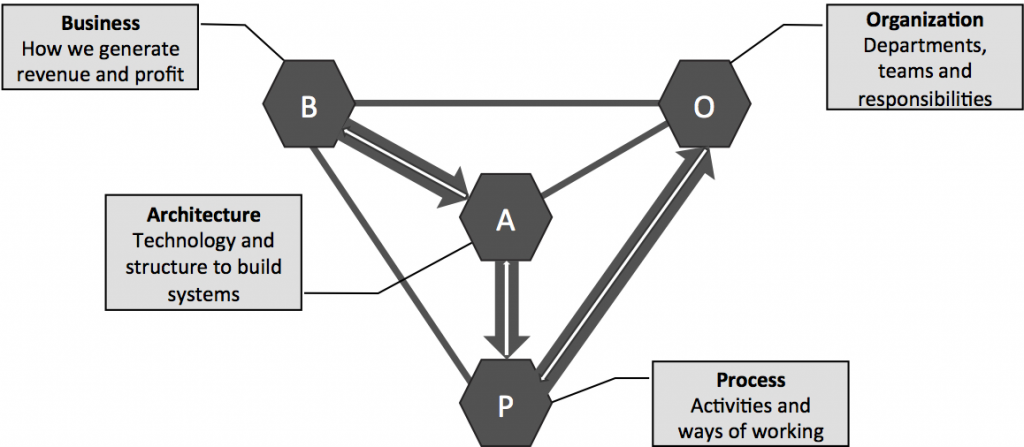 Business
How we generate
revenue and profit
Organization
Departments,
teams and
responsibilities
B
O
Architecture
Technology and
structure to build
systems
A
Process
Activities and
ways of working
P